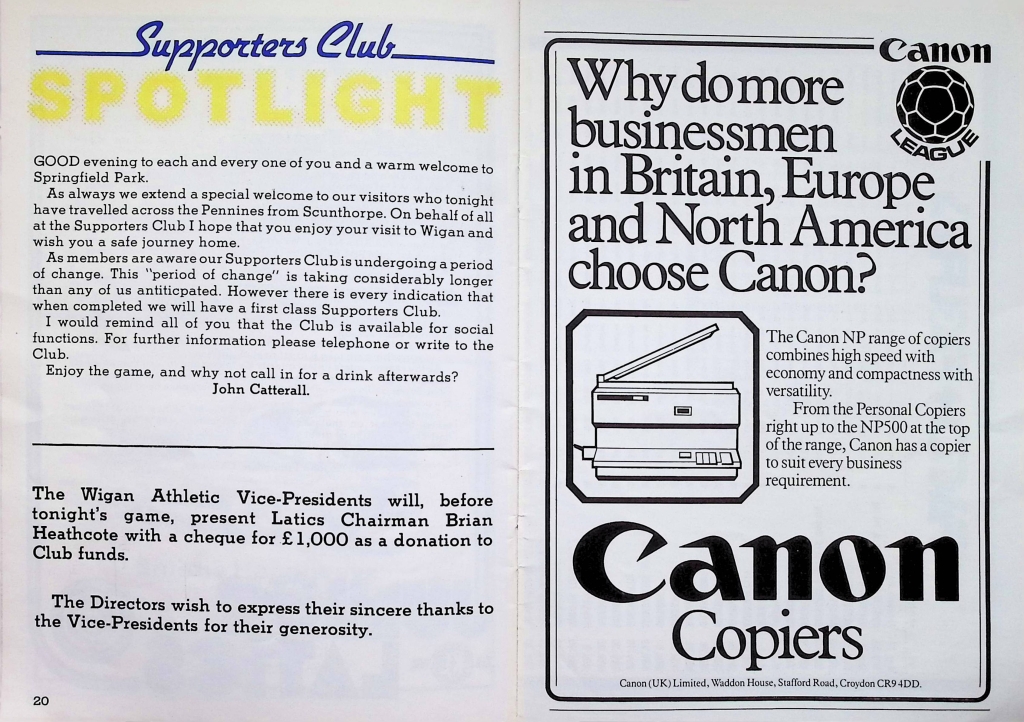 Supporters Club
SPOTLIGHT
GOOD evening to each and every one of you and a warm welcome to
Springfield Park.
As always we extend a special welcome to our visitors who tonight
have travelled across the Pennines from Scunthorpe. On behalf of all
at the Supporters Club I hope that you enjoy your visit to Wigan and
wish you a safe journey home.
As members are aware our Supporters Club is undergoing a period
of change. This "period of change" is taking considerably longer
than any of us antiticpated. However there is every indication that
when completed we will have a first class Supporters Club.
I would remind all of you that the Club is available for social
functions. For further information please telephone or write to the
Club.
Enjoy the game, and why not call in for a drink afterwards?
John Catterall.
The Wigan Athletic Vice-Presidents will, before
tonight's game, present Latics Chairman Brian
Heathcote with a cheque for £1,000 as a donation to
Club funds.
The Directors wish to express their sincere thanks to
the Vice-Presidents for their generosity.
20
Canon
LEAGUE
Why do more
businessmen
in Britain, Europe
and North America
choose Canon?
The Canon NP range of copiers
combines high speed with
economy and compactness with
versatility.
From the Personal Copiers
right up to the NP500 at the top
of the range, Canon has a copier
to suit every business
requirement.
Canon
Copiers
Canon (UK) Limited, Waddon House, Stafford Road, Croydon CR9 4DD.